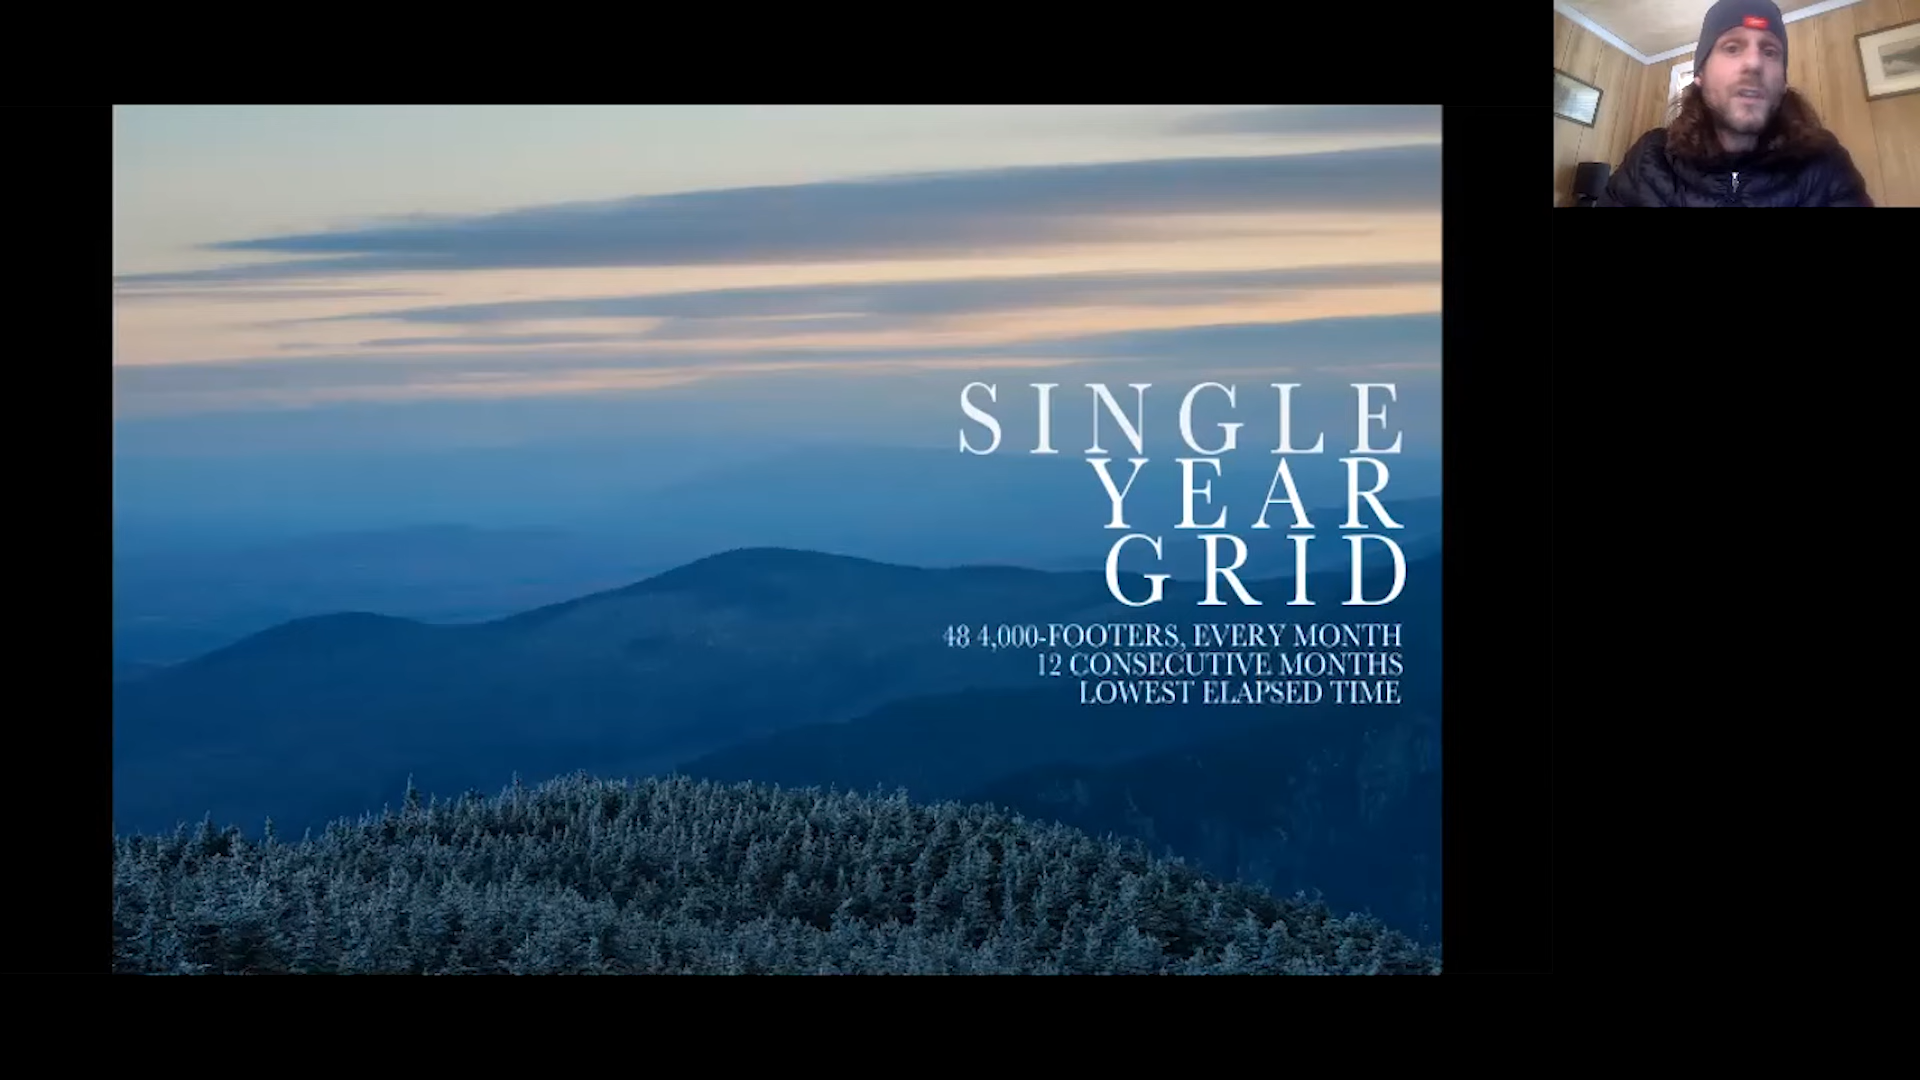 SINGLE
YEAR
GRID
48 4,000-FOOTERS, EVERY MONTH
12 CONSECUTIVE MONTHS
LOWEST ELAPSED TIME